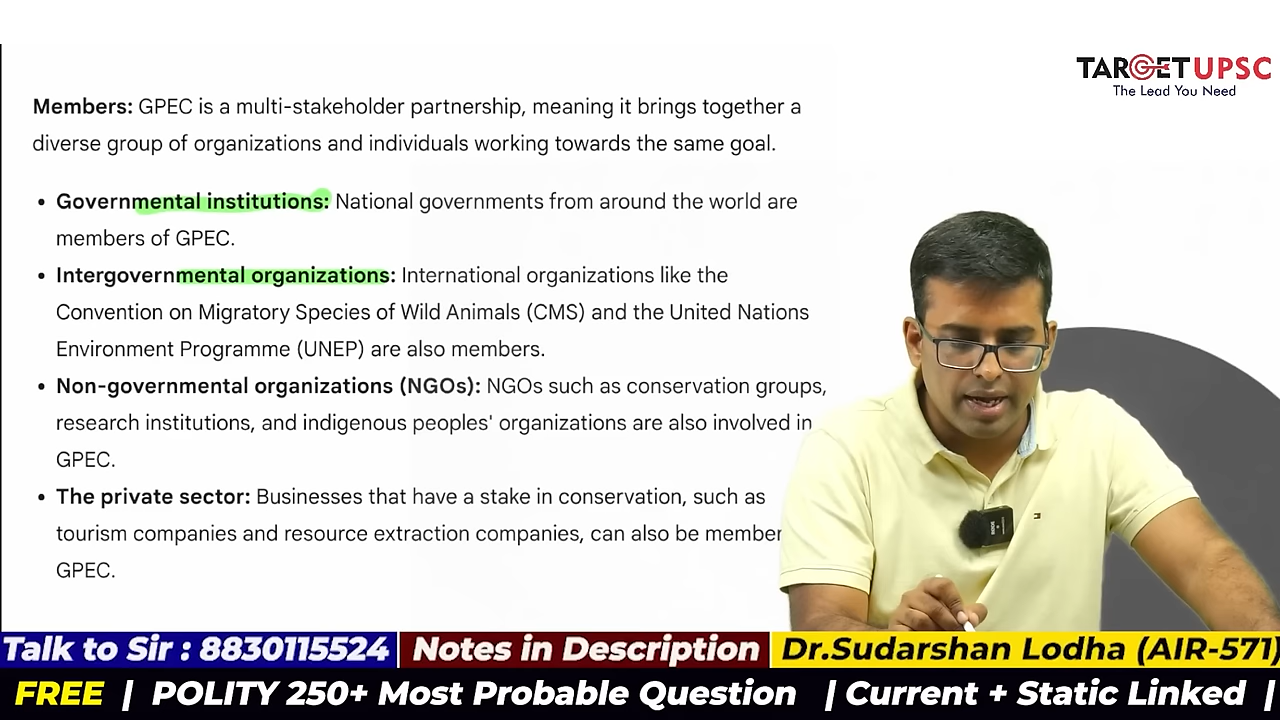 TARGETUPSC
The Lead You Need
Members: GPEC is a multi-stakeholder partnership, meaning it brings together a
diverse group of organizations and individuals working towards the same goal.
• Governmental institutions: National governments from around the world are
members of GPEC.
• Intergovernmental organizations: International organizations like the
Convention on Migratory Species of Wild Animals (CMS) and the United Nations
Environment Programme (UNEP) are also members.
• Non-governmental organizations (NGOs): NGOs such as conservation groups,
research institutions, and indigenous peoples' organizations are also involved in
GPEC.
• The private sector: Businesses that have a stake in conservation, such as
tourism companies and resource extraction companies, can also be member
GPEC.
Talk to Sir : 8830115524 Notes in Description Dr.Sudarshan Lodha (AIR-571)
FREE | POLITY 250+ Most Probable Question | Current + Static Linked |